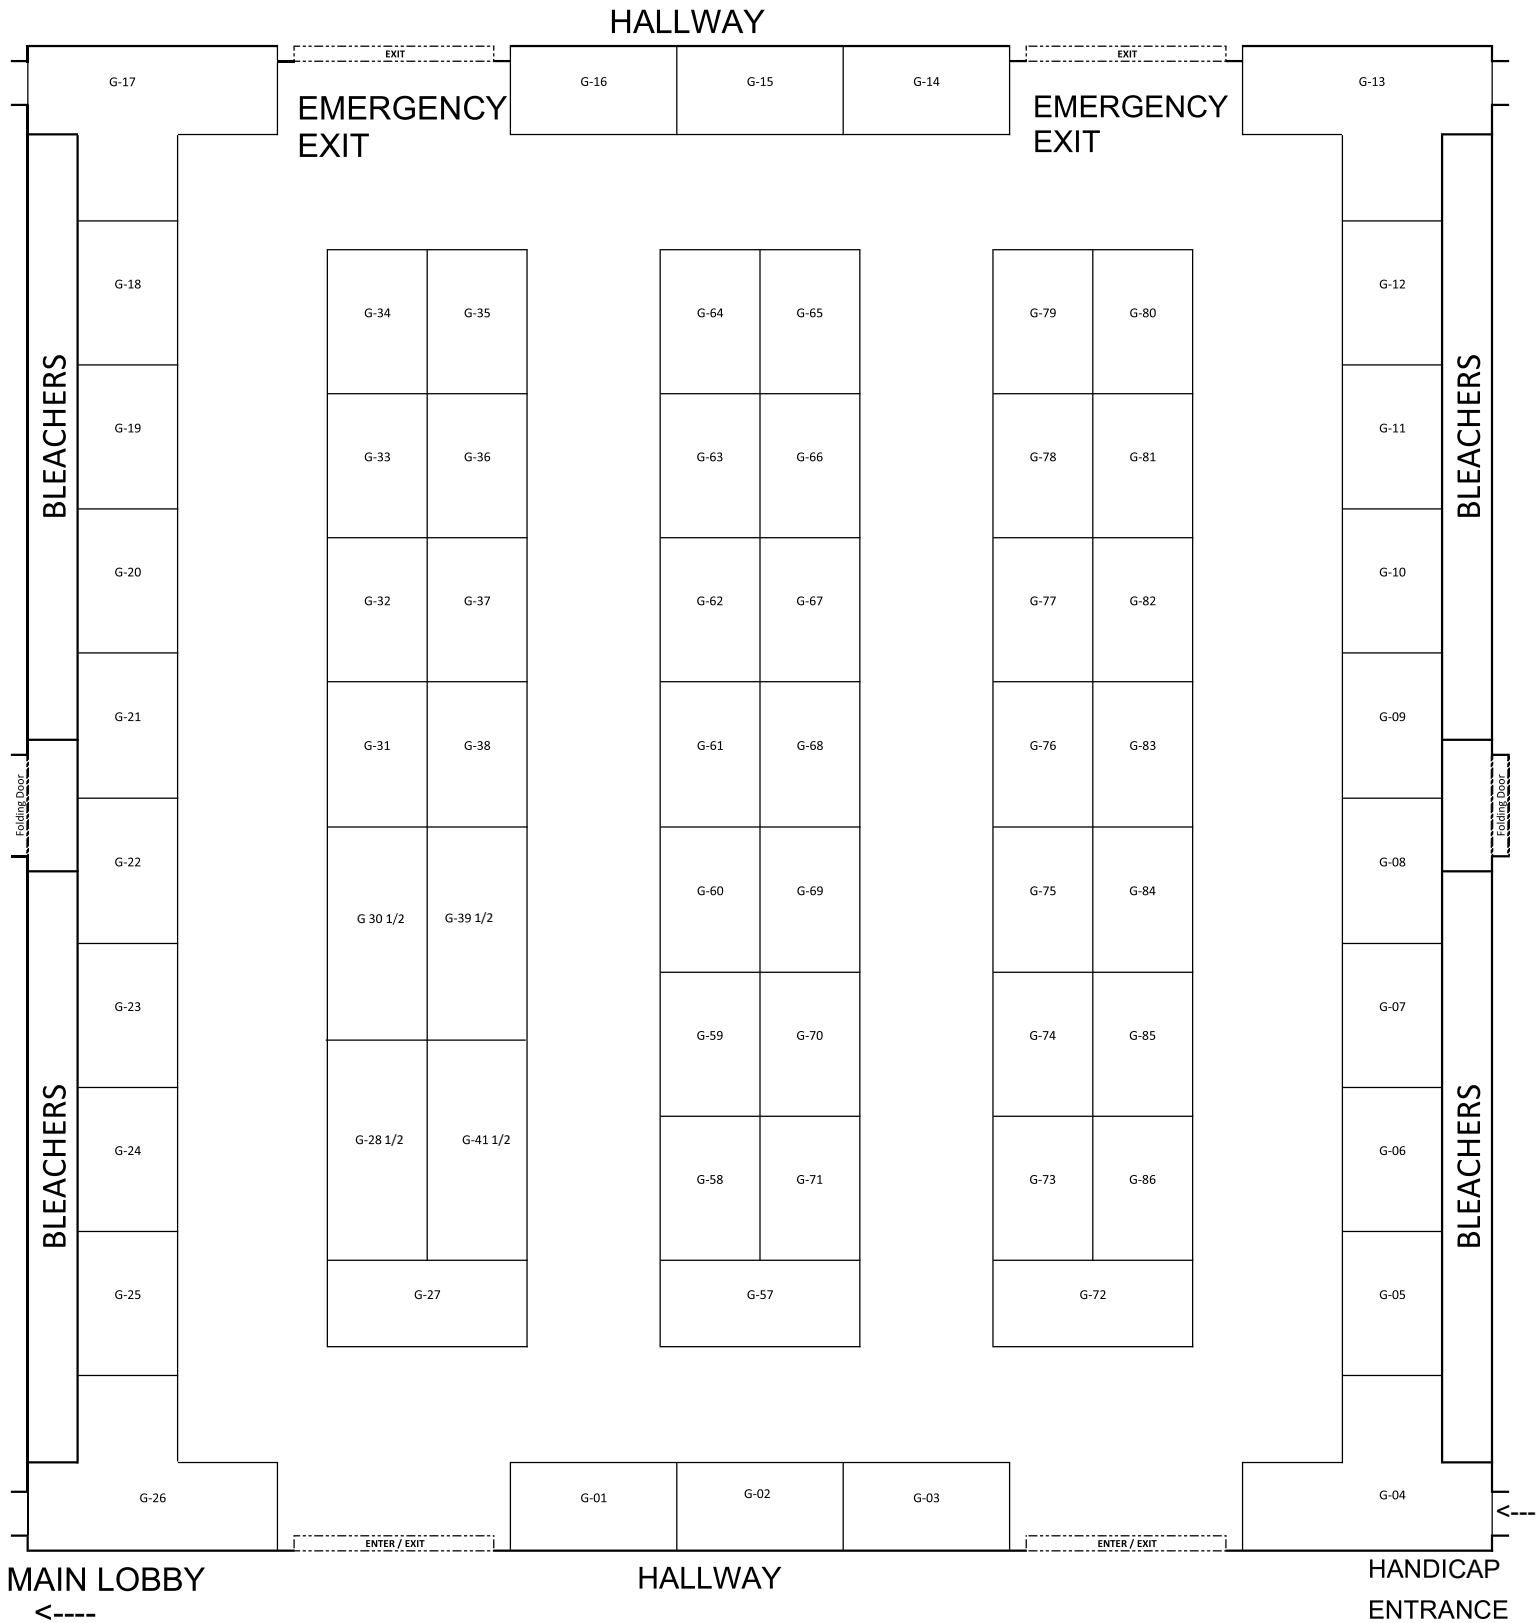 HALLWAY
EXIT
EXIT
G-17
G-16
G-15
G-14
G-13
EMERGENCY
EXIT
EMERGENCY
EXIT
G-18
G-12
G-34
G-35
G-64
G-65
G-79
G-80
BLEACHERS
BLEACHERS
G-19
G-11
G-33
G-36
G-63
G-66
G-78
G-81
G-20
G-10
G-32
G-37
G-62
G-67
G-77
G-82
G-21
G-09
G-31
G-38
G-61
G-68
G-76
G-83
Folding Door
Folding Door
G-22
G-08
G-60
G-69
G-75
G-84
G 30 1/2
G-39 1/2
G-23
G-07
G-59
G-70
G-74
G-85
G-24
G-06
G-28 1/2
G-41 1/2
BLEACHERS
BLEACHERS
G-58
G-71
G-73
G-86
G-25
G-27
G-57
G-72
G-05
G-26
G-01
G-02
G-03
G-04
<---
ENTER / EXIT
ENTER / EXIT
MAIN LOBBY
<----
HALLWAY
HANDICAP
ENTRANCE